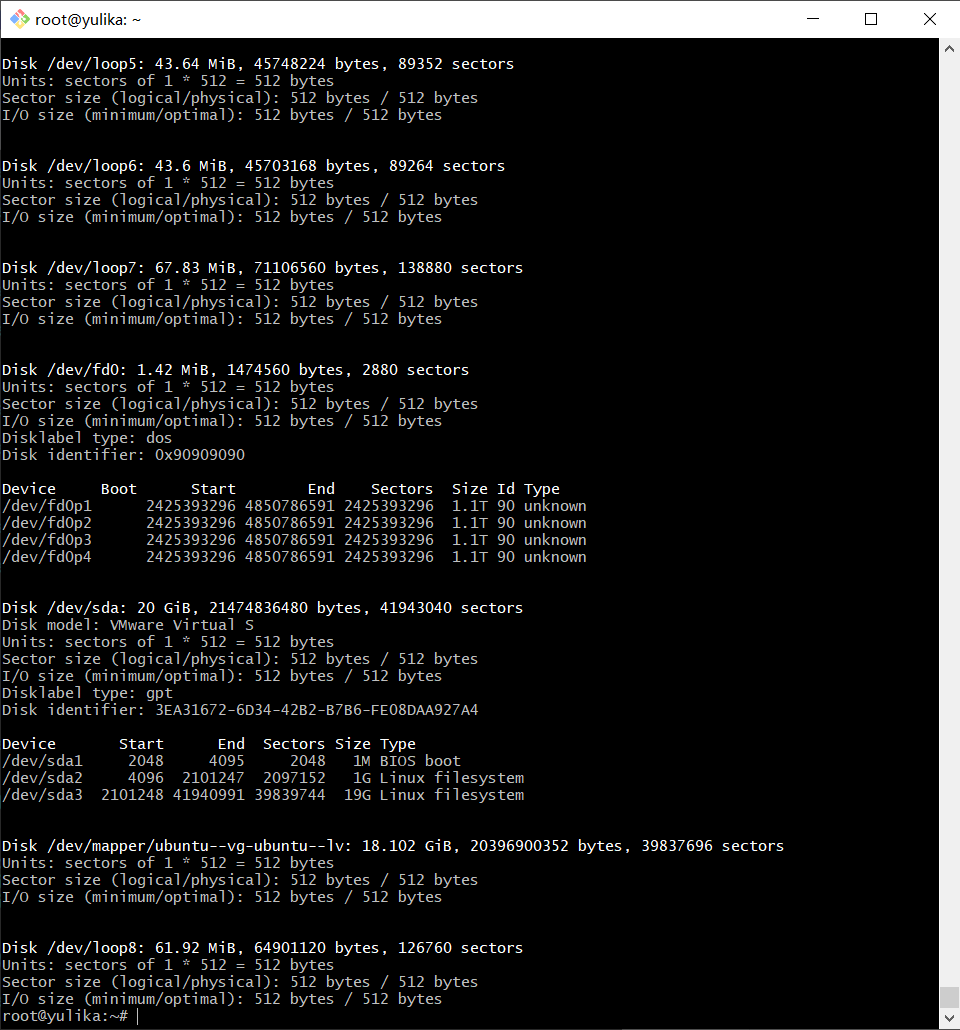 root@yulika: ~
Disk /dev/loop5: 43.64 MiB, 45748224 bytes, 89352 sectors
Units: sectors of 1 * 512 = 512 bytes
Sector size (logical/physical): 512 bytes / 512 bytes
I/O size (minimum/optimal): 512 bytes / 512 bytes
Disk /dev/loop6: 43.6 MiB, 45703168 bytes, 89264 sectors
Units: sectors of 1 * 512 = 512 bytes
Sector size (logical/physical): 512 bytes / 512 bytes
I/O size (minimum/optimal): 512 bytes / 512 bytes
Disk /dev/loop7: 67.83 MiB, 71106560 bytes, 138880 sectors
Units: sectors of 1 * 512 = 512 bytes
Sector size (logical/physical): 512 bytes / 512 bytes
I/O size (minimum/optimal): 512 bytes / 512 bytes
Disk /dev/fd0: 1.42 MiB, 1474560 bytes, 2880 sectors
Units: sectors of 1 * 512 = 512 bytes
Sector size (logical/physical): 512 bytes / 512 bytes
I/O size (minimum/optimal): 512 bytes / 512 bytes
Disklabel type: dos
Disk identifier: 0x90909090
Device     Boot      Start        End    Sectors  Size Id Type
/dev/fd0p1      2425393296 4850786591 2425393296  1.1T 90 unknown
/dev/fd0p2      2425393296 4850786591 2425393296  1.1T 90 unknown
/dev/fd0p3      2425393296 4850786591 2425393296  1.1T 90 unknown
/dev/fd0p4      2425393296 4850786591 2425393296  1.1T 90 unknown
Disk /dev/sda: 20 GiB, 21474836480 bytes, 41943040 sectors
Disk model: VMware Virtual S
Units: sectors of 1 * 512 = 512 bytes
Sector size (logical/physical): 512 bytes / 512 bytes
I/O size (minimum/optimal): 512 bytes / 512 bytes
Disklabel type: gpt
Disk identifier: 3EA31672-6D34-42B2-B7B6-FE08DAA927A4
Device       Start      End  Sectors Size Type
/dev/sda1     2048     4095     2048   1M BIOS boot
/dev/sda2     4096  2101247  2097152   1G Linux filesystem
/dev/sda3  2101248 41940991 39839744  19G Linux filesystem
Disk /dev/mapper/ubuntu--vg-ubuntu--lv: 18.102 GiB, 20396900352 bytes, 39837696 sectors
Units: sectors of 1 * 512 = 512 bytes
Sector size (logical/physical): 512 bytes / 512 bytes
I/O size (minimum/optimal): 512 bytes / 512 bytes
Disk /dev/loop8: 61.92 MiB, 64901120 bytes, 126760 sectors
Units: sectors of 1 * 512 = 512 bytes
Sector size (logical/physical): 512 bytes / 512 bytes
I/O size (minimum/optimal): 512 bytes / 512 bytes
root@yulika:~#